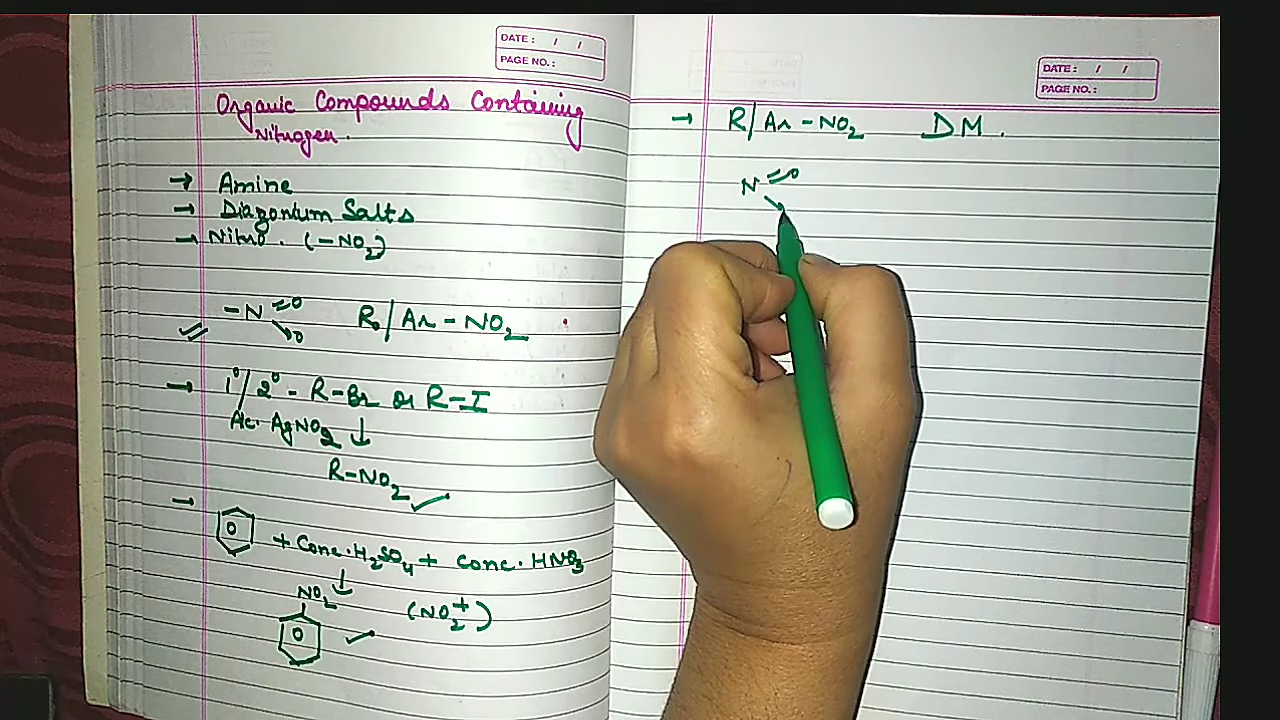 DATE: / /
PAGE NO.:
Organic Compounds Containing
Nitrogen.
→ Amine
→ Diazonium Salts
→ Nitro. (-NO2)
-N=O R/Ar-NO2
→O
→ 1°/2° - R-Br or R-I
Alc. AgNO2 ↓
R-NO2 ✓
→
+ Conc. H2SO4 + Conc. HNO3
↓
NO2 (NO2+)
✓
DATE: / /
PAGE NO.:
→ R/Ar-NO2 DM.
N=O